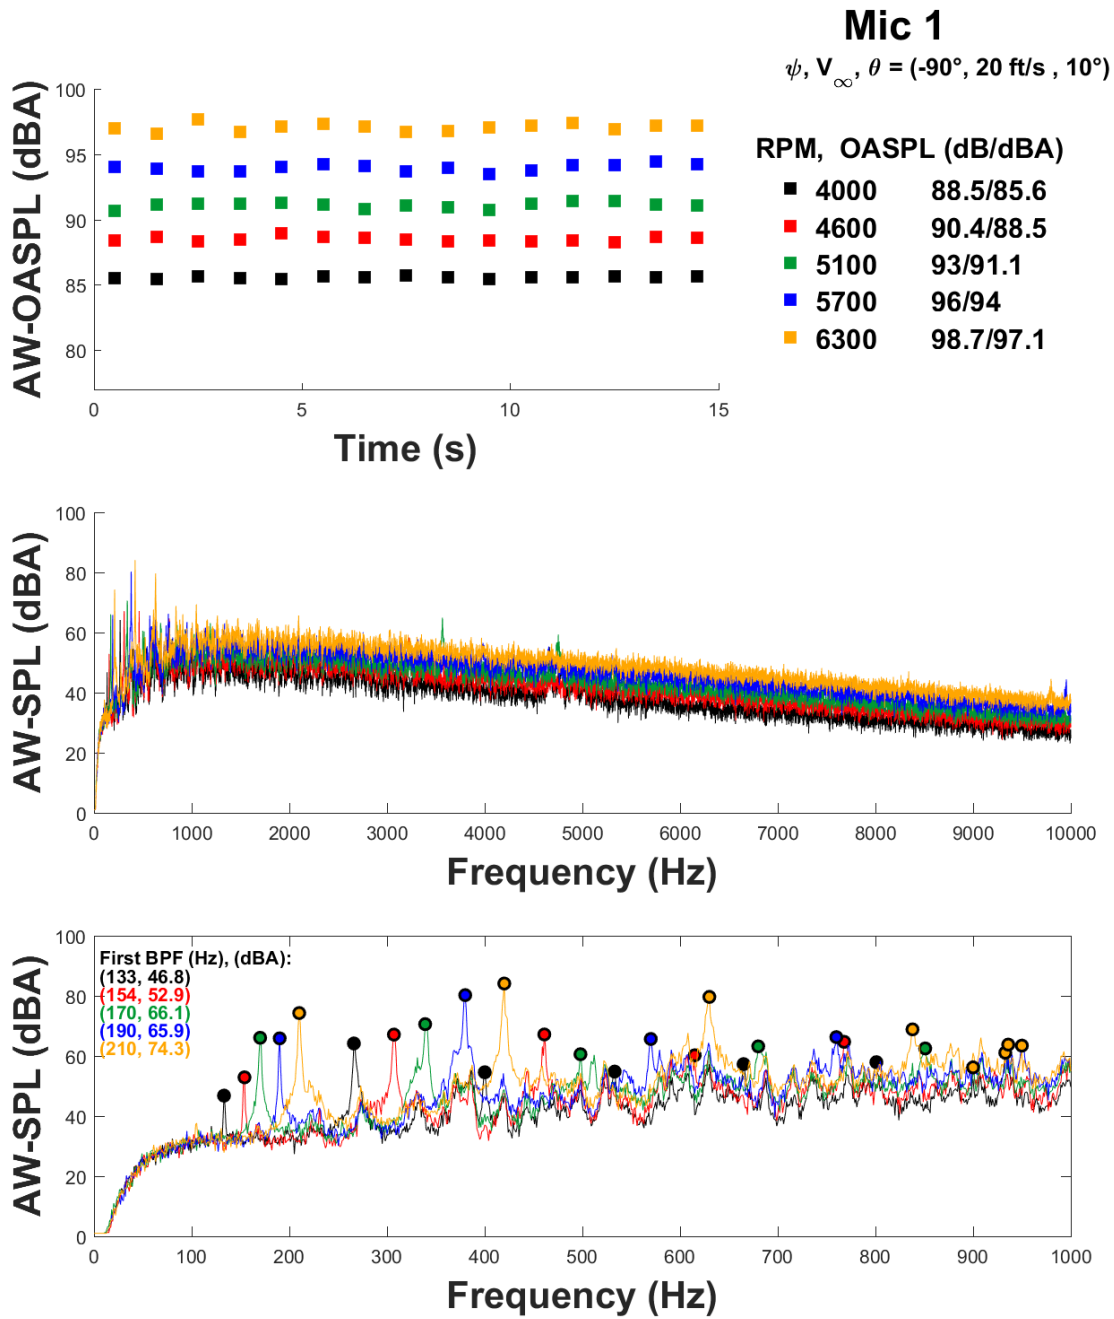 Mic 1
ψ, V∞, θ = (-90°, 20 ft/s , 10°)
RPM, OASPL (dB/dBA)
4000 88.5/85.6
4600 90.4/88.5
5100 93/91.1
5700 96/94
6300 98.7/97.1
AW-OASPL (dBA)
100
95
90
85
80
0 5 10 15
Time (s)
AW-SPL (dBA)
100
80
60
40
20
0
0 1000 2000 3000 4000 5000 6000 7000 8000 9000 10000
Frequency (Hz)
AW-SPL (dBA)
100
80
60
40
20
0
First BPF (Hz), (dBA):
(133, 46.8)
(154, 52.9)
(170, 66.1)
(190, 65.9)
(210, 74.3)
0 100 200 300 400 500 600 700 800 900 1000
Frequency (Hz)